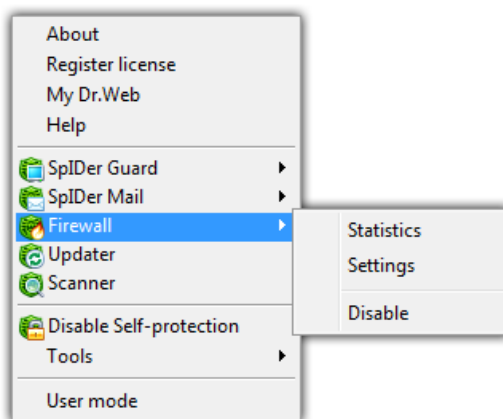 About
Register license
My Dr.Web
Help
SpIDer Guard
SpIDer Mail
Firewall
Updater
Scanner
Disable Self-protection
Tools
User mode
Statistics
Settings
Disable